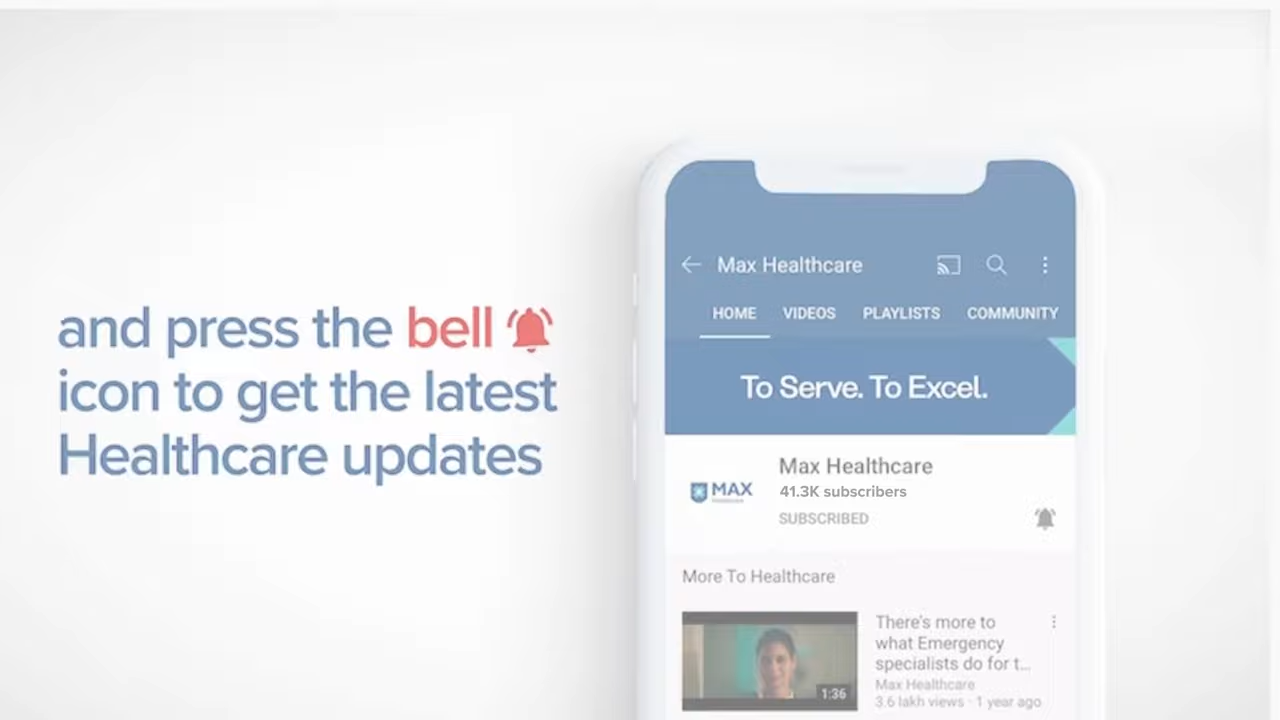 and press the bell
icon to get the latest
Healthcare updates
Max Healthcare
HOME VIDEOS PLAYLISTS COMMUNITY
To Serve. To Excel.
MAX
Max Healthcare
41.3K subscribers
SUBSCRIBED
More To Healthcare
There's more to
what Emergency
specialists do for t...
Max Healthcare
3.6 lakh views · 1 year ago
1:36